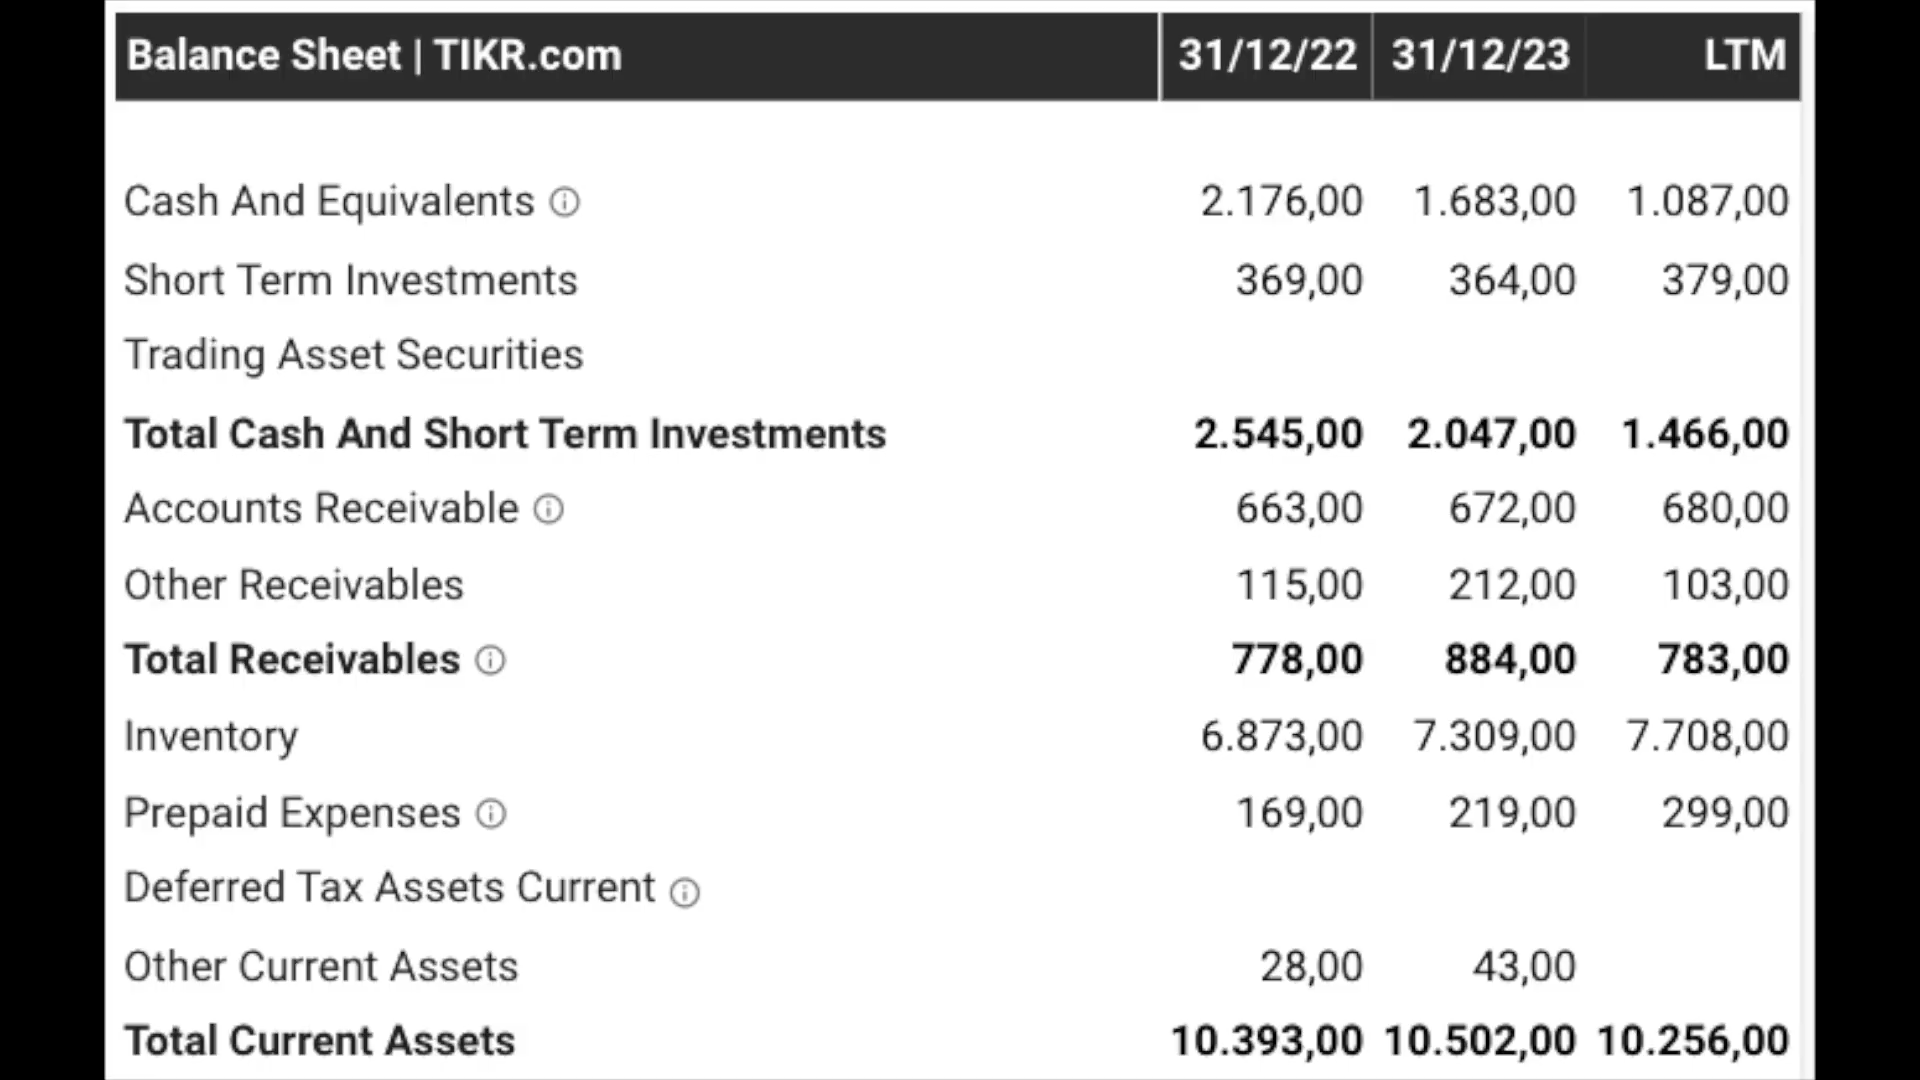 Balance Sheet | TIKR.com 31/12/22 31/12/23 LTM
Cash And Equivalents 2.176,00 1.683,00 1.087,00
Short Term Investments 369,00 364,00 379,00
Trading Asset Securities
Total Cash And Short Term Investments 2.545,00 2.047,00 1.466,00
Accounts Receivable 663,00 672,00 680,00
Other Receivables 115,00 212,00 103,00
Total Receivables 778,00 884,00 783,00
Inventory 6.873,00 7.309,00 7.708,00
Prepaid Expenses 169,00 219,00 299,00
Deferred Tax Assets Current
Other Current Assets 28,00 43,00
Total Current Assets 10.393,00 10.502,00 10.256,00